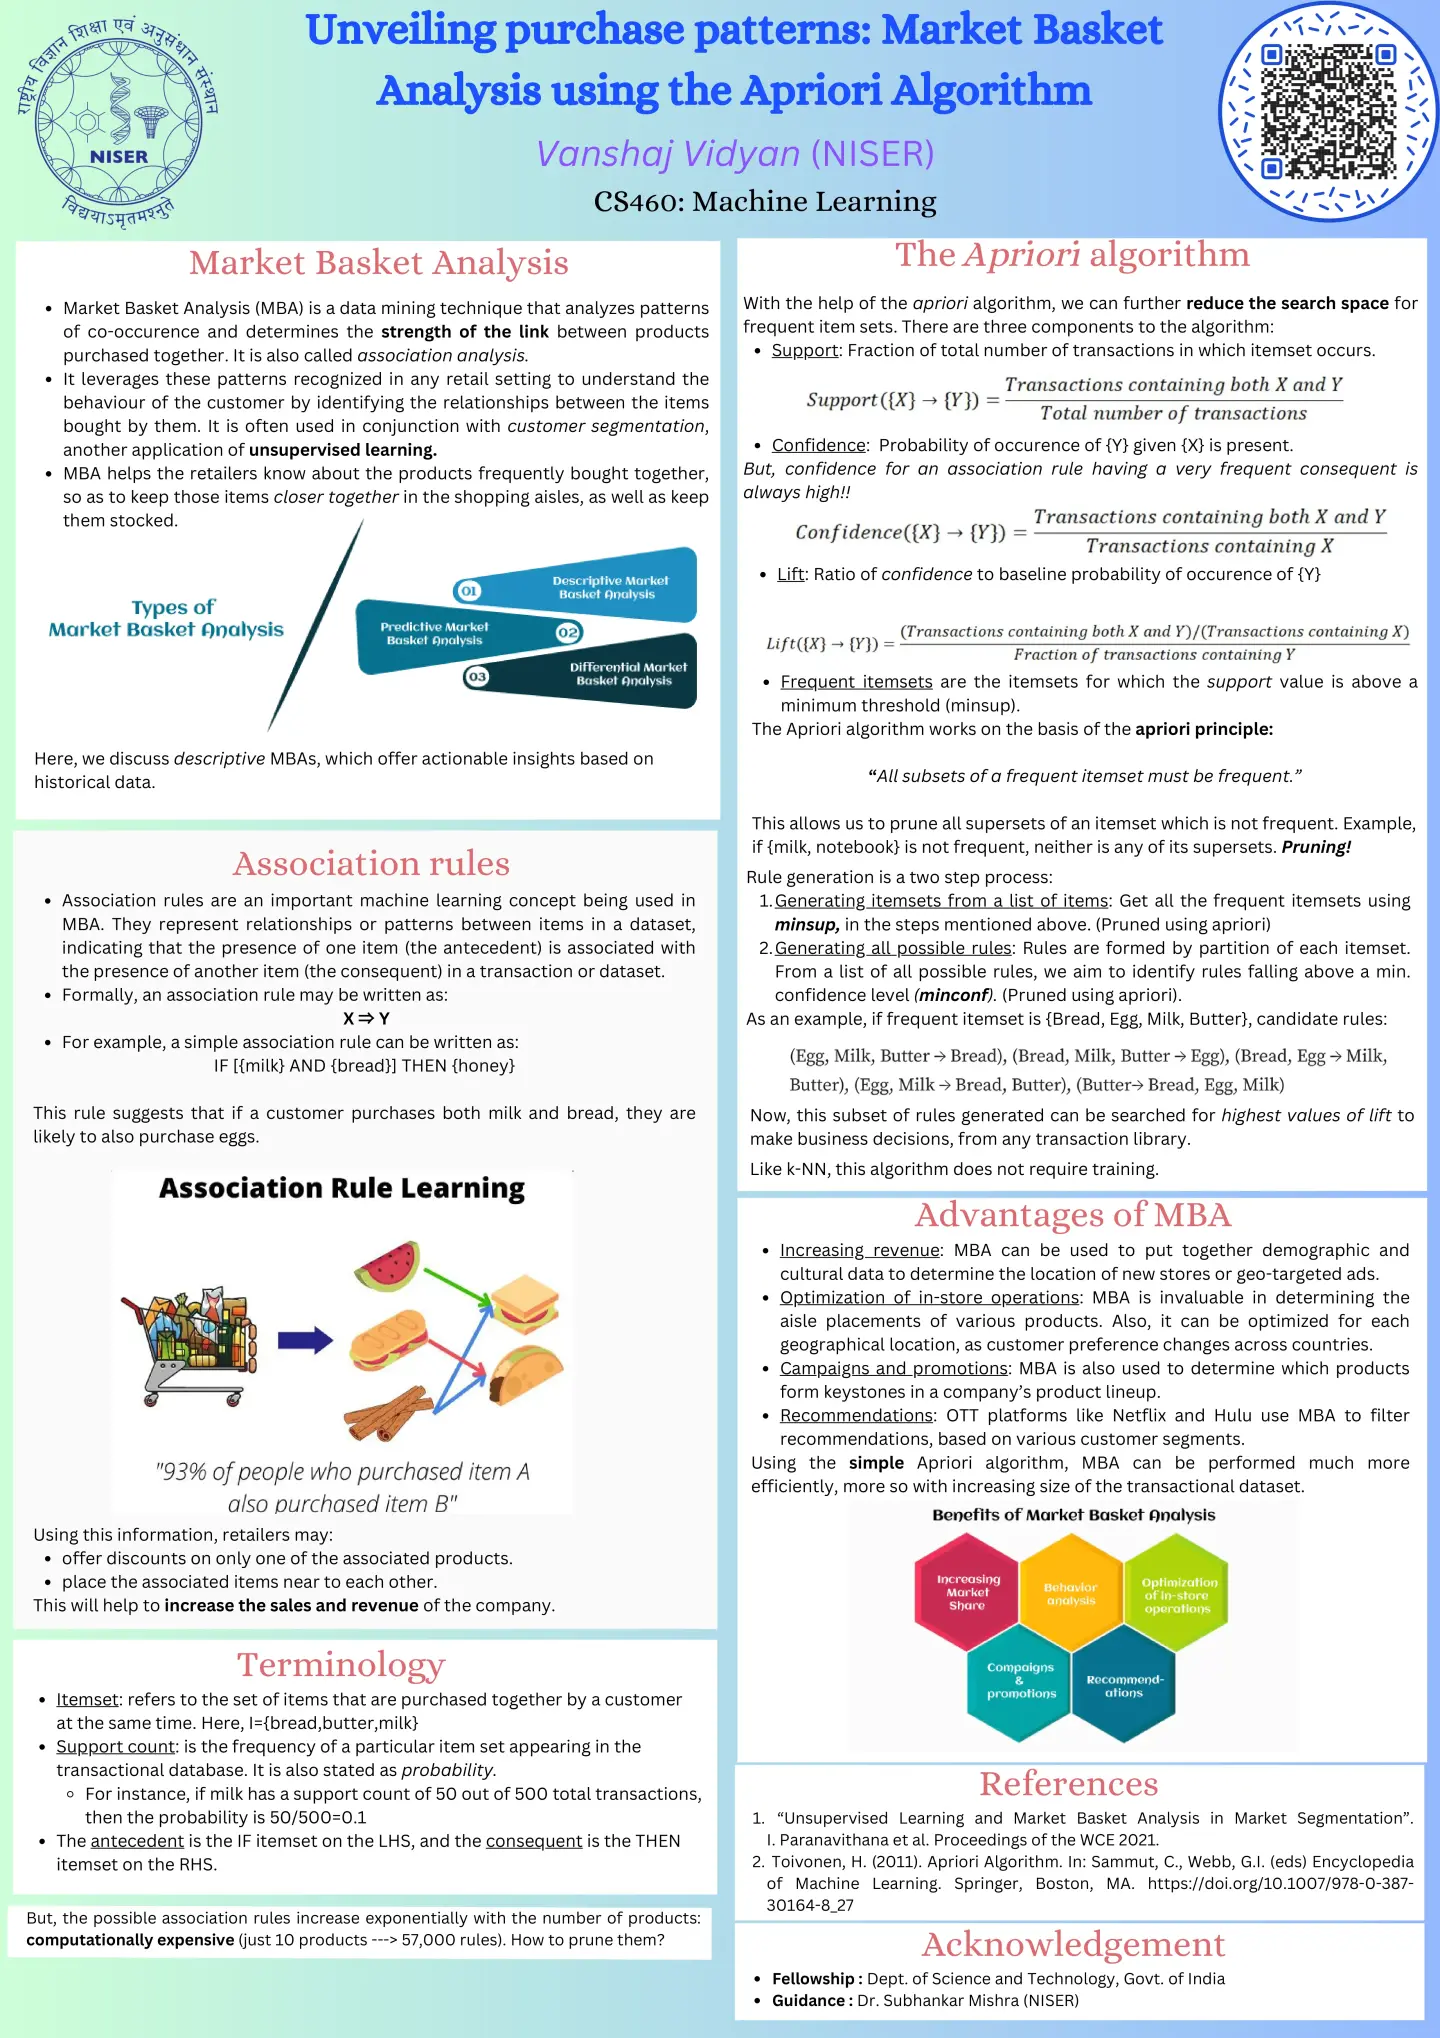 राष्ट्रीय विज्ञान शिक्षा एवं अनुसंधान संस्थान
NISER
विद्ययाऽमृतमश्नुते
Unveiling purchase patterns: Market Basket
Analysis using the Apriori Algorithm
Vanshaj Vidyan (NISER)
CS460: Machine Learning
Market Basket Analysis
• Market Basket Analysis (MBA) is a data mining technique that analyzes patterns
of co-occurence and determines the strength of the link between products
purchased together. It is also called association analysis.
• It leverages these patterns recognized in any retail setting to understand the
behaviour of the customer by identifying the relationships between the items
bought by them. It is often used in conjunction with customer segmentation,
another application of unsupervised learning.
• MBA helps the retailers know about the products frequently bought together,
so as to keep those items closer together in the shopping aisles, as well as keep
them stocked.
Types of
Market Basket Analysis
01
Descriptive Market
Basket Analysis
Predictive Market
Basket Analysis
02
03
Differential Market
Basket Analysis
Here, we discuss descriptive MBAs, which offer actionable insights based on
historical data.
Association rules
• Association rules are an important machine learning concept being used in
MBA. They represent relationships or patterns between items in a dataset,
indicating that the presence of one item (the antecedent) is associated with
the presence of another item (the consequent) in a transaction or dataset.
• Formally, an association rule may be written as:
X ⇒ Y
• For example, a simple association rule can be written as:
IF [{milk} AND {bread}] THEN {honey}
This rule suggests that if a customer purchases both milk and bread, they are
likely to also purchase eggs.
Association Rule Learning
"93% of people who purchased item A
also purchased item B"
Using this information, retailers may:
• offer discounts on only one of the associated products.
• place the associated items near to each other.
This will help to increase the sales and revenue of the company.
Terminology
• Itemset: refers to the set of items that are purchased together by a customer
at the same time. Here, I={bread,butter,milk}
• Support count: is the frequency of a particular item set appearing in the
transactional database. It is also stated as probability.
◦ For instance, if milk has a support count of 50 out of 500 total transactions,
then the probability is 50/500=0.1
• The antecedent is the IF itemset on the LHS, and the consequent is the THEN
itemset on the RHS.
But, the possible association rules increase exponentially with the number of products:
computationally expensive (just 10 products ---> 57,000 rules). How to prune them?
The Apriori algorithm
With the help of the apriori algorithm, we can further reduce the search space for
frequent item sets. There are three components to the algorithm:
• Support: Fraction of total number of transactions in which itemset occurs.
Support({X} → {Y}) = Transactions containing both X and Y / Total number of transactions
• Confidence: Probability of occurence of {Y} given {X} is present.
But, confidence for an association rule having a very frequent consequent is
always high!!
Confidence({X} → {Y}) = Transactions containing both X and Y / Transactions containing X
• Lift: Ratio of confidence to baseline probability of occurence of {Y}
Lift({X} → {Y}) = (Transactions containing both X and Y)/(Transactions containing X) / Fraction of transactions containing Y
• Frequent itemsets are the itemsets for which the support value is above a
minimum threshold (minsup).
The Apriori algorithm works on the basis of the apriori principle:
“All subsets of a frequent itemset must be frequent.”
This allows us to prune all supersets of an itemset which is not frequent. Example,
if {milk, notebook} is not frequent, neither is any of its supersets. Pruning!
Rule generation is a two step process:
1. Generating itemsets from a list of items: Get all the frequent itemsets using
minsup, in the steps mentioned above. (Pruned using apriori)
2. Generating all possible rules: Rules are formed by partition of each itemset.
From a list of all possible rules, we aim to identify rules falling above a min.
confidence level (minconf). (Pruned using apriori).
As an example, if frequent itemset is {Bread, Egg, Milk, Butter}, candidate rules:
(Egg, Milk, Butter → Bread), (Bread, Milk, Butter → Egg), (Bread, Egg → Milk,
Butter), (Egg, Milk → Bread, Butter), (Butter→ Bread, Egg, Milk)
Now, this subset of rules generated can be searched for highest values of lift to
make business decisions, from any transaction library.
Like k-NN, this algorithm does not require training.
Advantages of MBA
• Increasing revenue: MBA can be used to put together demographic and
cultural data to determine the location of new stores or geo-targeted ads.
• Optimization of in-store operations: MBA is invaluable in determining the
aisle placements of various products. Also, it can be optimized for each
geographical location, as customer preference changes across countries.
• Campaigns and promotions: MBA is also used to determine which products
form keystones in a company’s product lineup.
• Recommendations: OTT platforms like Netflix and Hulu use MBA to filter
recommendations, based on various customer segments.
Using the simple Apriori algorithm, MBA can be performed much more
efficiently, more so with increasing size of the transactional dataset.
Benefits of Market Basket Analysis
Increasing
Market
Share
Behavior
analysis
Optimization
of in-store
operations
Compaigns
&
promotions
Recommend-
ations
References
1. “Unsupervised Learning and Market Basket Analysis in Market Segmentation”.
I. Paranavithana et al. Proceedings of the WCE 2021.
2. Toivonen, H. (2011). Apriori Algorithm. In: Sammut, C., Webb, G.I. (eds) Encyclopedia
of Machine Learning. Springer, Boston, MA. https://doi.org/10.1007/978-0-387-
30164-8_27
Acknowledgement
• Fellowship : Dept. of Science and Technology, Govt. of India
• Guidance : Dr. Subhankar Mishra (NISER)